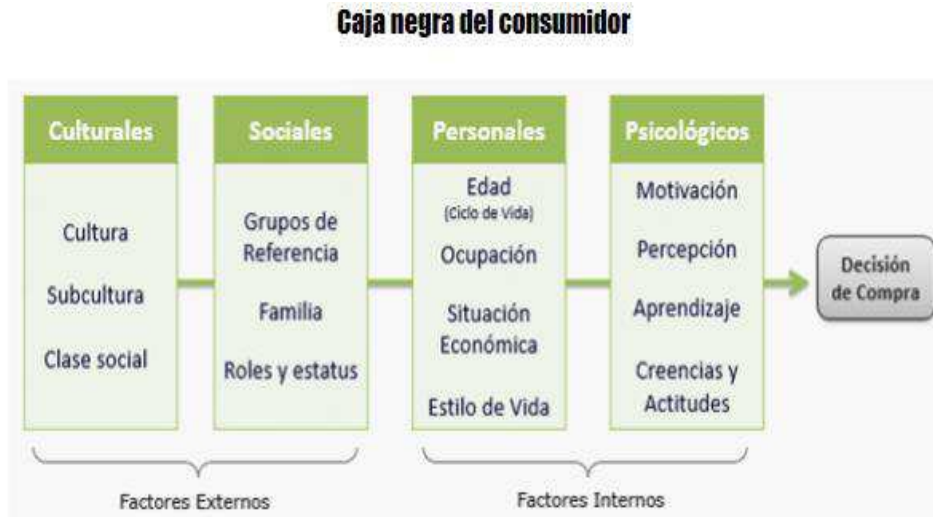 Caja negra del consumidor
Culturales
Cultura
Subcultura
Clase social
Sociales
Grupos de
Referencia
Familia
Roles y estatus
Personales
Edad
(Ciclo de Vida)
Ocupación
Situación
Económica
Estilo de Vida
Psicológicos
Motivación
Percepción
Aprendizaje
Creencias y
Actitudes
Decisión
de Compra
Factores Externos
Factores Internos